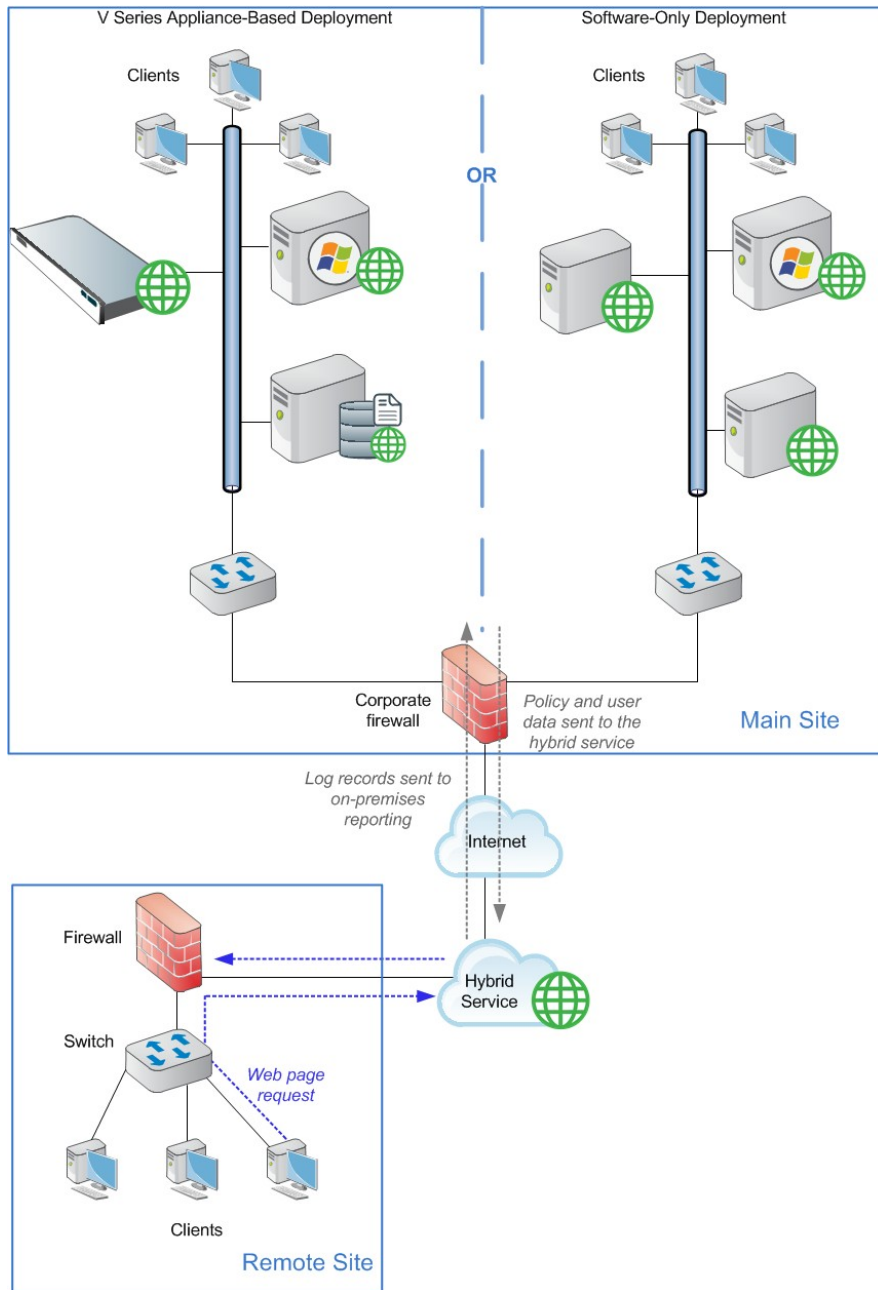 V Series Appliance-Based Deployment
Software-Only Deployment
Clients
Clients
OR
Corporate
firewall
Policy and user
data sent to the
hybrid service
Main Site
Log records sent to
on-premises
reporting
Internet
Firewall
Hybrid
Service
Switch
Web page
request
Clients
Remote Site